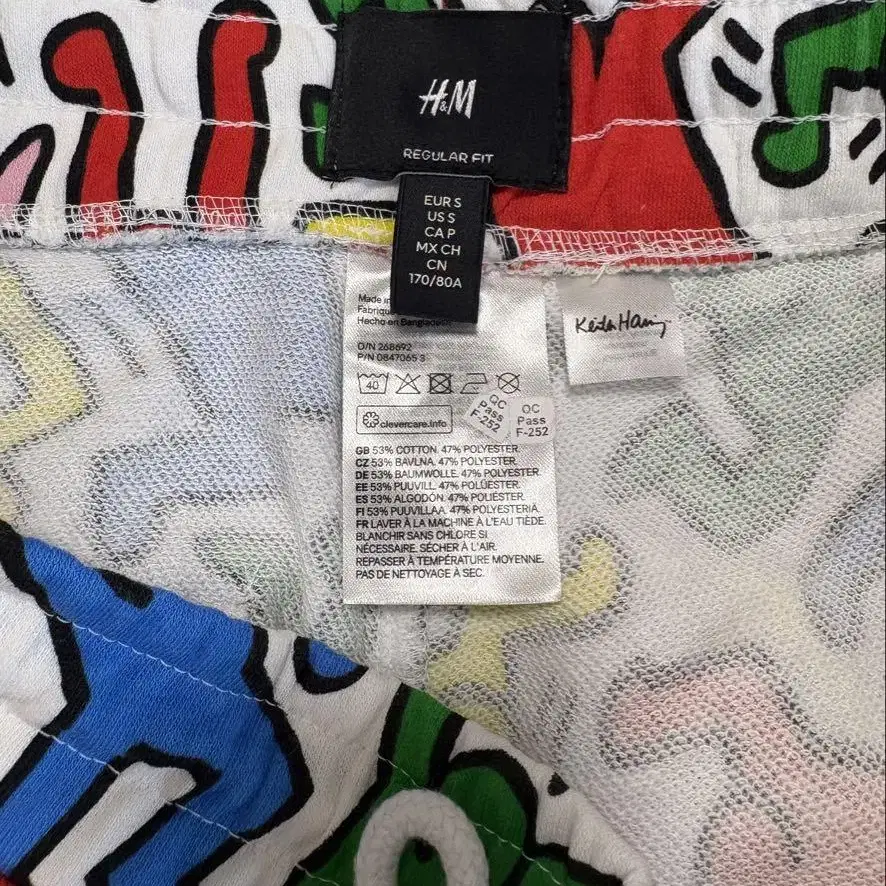 H&M
REGULAR FIT
EUR S
US S
CA P
MX CH
CN
170/80A
Made in
Fabriqu
Hecho en Bangladesh
D/N 268692
P/N 0847065 3
40
clevercare.info
QC
Pass
F-252
QC
Pass
F-252
GB 53% COTTON. 47% POLYESTER.
CZ 53% BAVLNA. 47% POLYESTER.
DE 53% BAUMWOLLE. 47% POLYESTER.
EE 53% PUUVILL. 47% POLÜESTER.
ES 53% ALGODÓN. 47% POLIÉSTER.
FI 53% PUUVILLAA. 47% POLYESTERIÄ.
FR LAVER À LA MACHINE À L'EAU TIÈDE.
BLANCHIR SANS CHLORE SI
NÉCESSAIRE. SÉCHER À L'AIR.
REPASSER À TEMPÉRATURE MOYENNE.
PAS DE NETTOYAGE À SEC.
Keith Haring